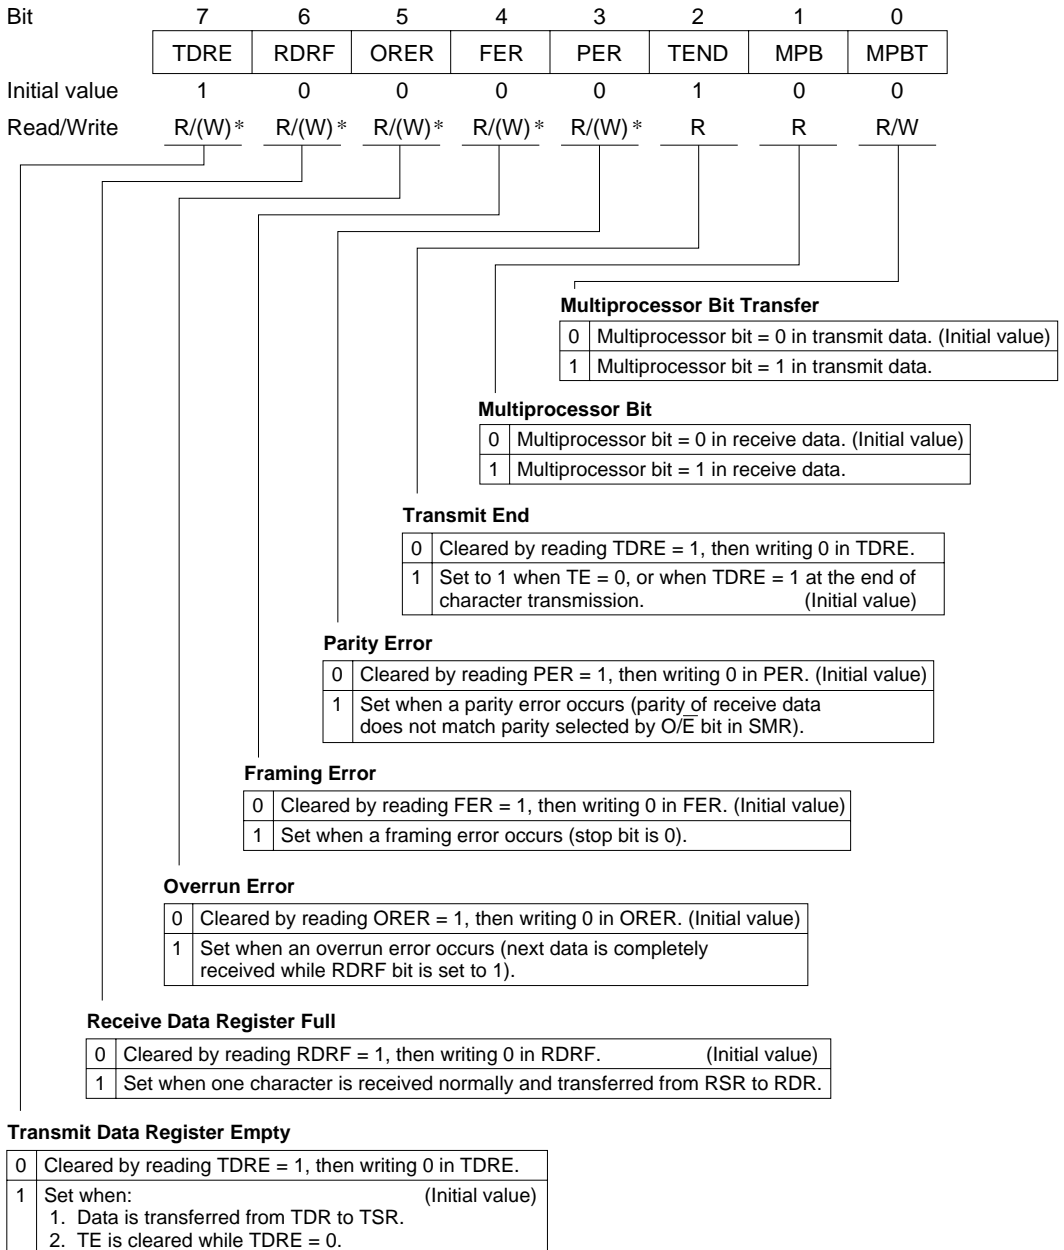 Bit 7 6 5 4 3 2 1 0
TDRE RDRF ORER FER PER TEND MPB MPBT
Initial value 1 0 0 0 0 1 0 0
Read/Write R/(W)* R/(W)* R/(W)* R/(W)* R/(W)* R R R/W
Multiprocessor Bit Transfer
0 Multiprocessor bit = 0 in transmit data. (Initial value)
1 Multiprocessor bit = 1 in transmit data.
Multiprocessor Bit
0 Multiprocessor bit = 0 in receive data. (Initial value)
1 Multiprocessor bit = 1 in receive data.
Transmit End
0 Cleared by reading TDRE = 1, then writing 0 in TDRE.
1 Set to 1 when TE = 0, or when TDRE = 1 at the end of
character transmission. (Initial value)
Parity Error
0 Cleared by reading PER = 1, then writing 0 in PER. (Initial value)
1 Set when a parity error occurs (parity of receive data
does not match parity selected by O/E̅ bit in SMR).
Framing Error
0 Cleared by reading FER = 1, then writing 0 in FER. (Initial value)
1 Set when a framing error occurs (stop bit is 0).
Overrun Error
0 Cleared by reading ORER = 1, then writing 0 in ORER. (Initial value)
1 Set when an overrun error occurs (next data is completely
received while RDRF bit is set to 1).
Receive Data Register Full
0 Cleared by reading RDRF = 1, then writing 0 in RDRF. (Initial value)
1 Set when one character is received normally and transferred from RSR to RDR.
Transmit Data Register Empty
0 Cleared by reading TDRE = 1, then writing 0 in TDRE.
1 Set when: (Initial value)
1. Data is transferred from TDR to TSR.
2. TE is cleared while TDRE = 0.